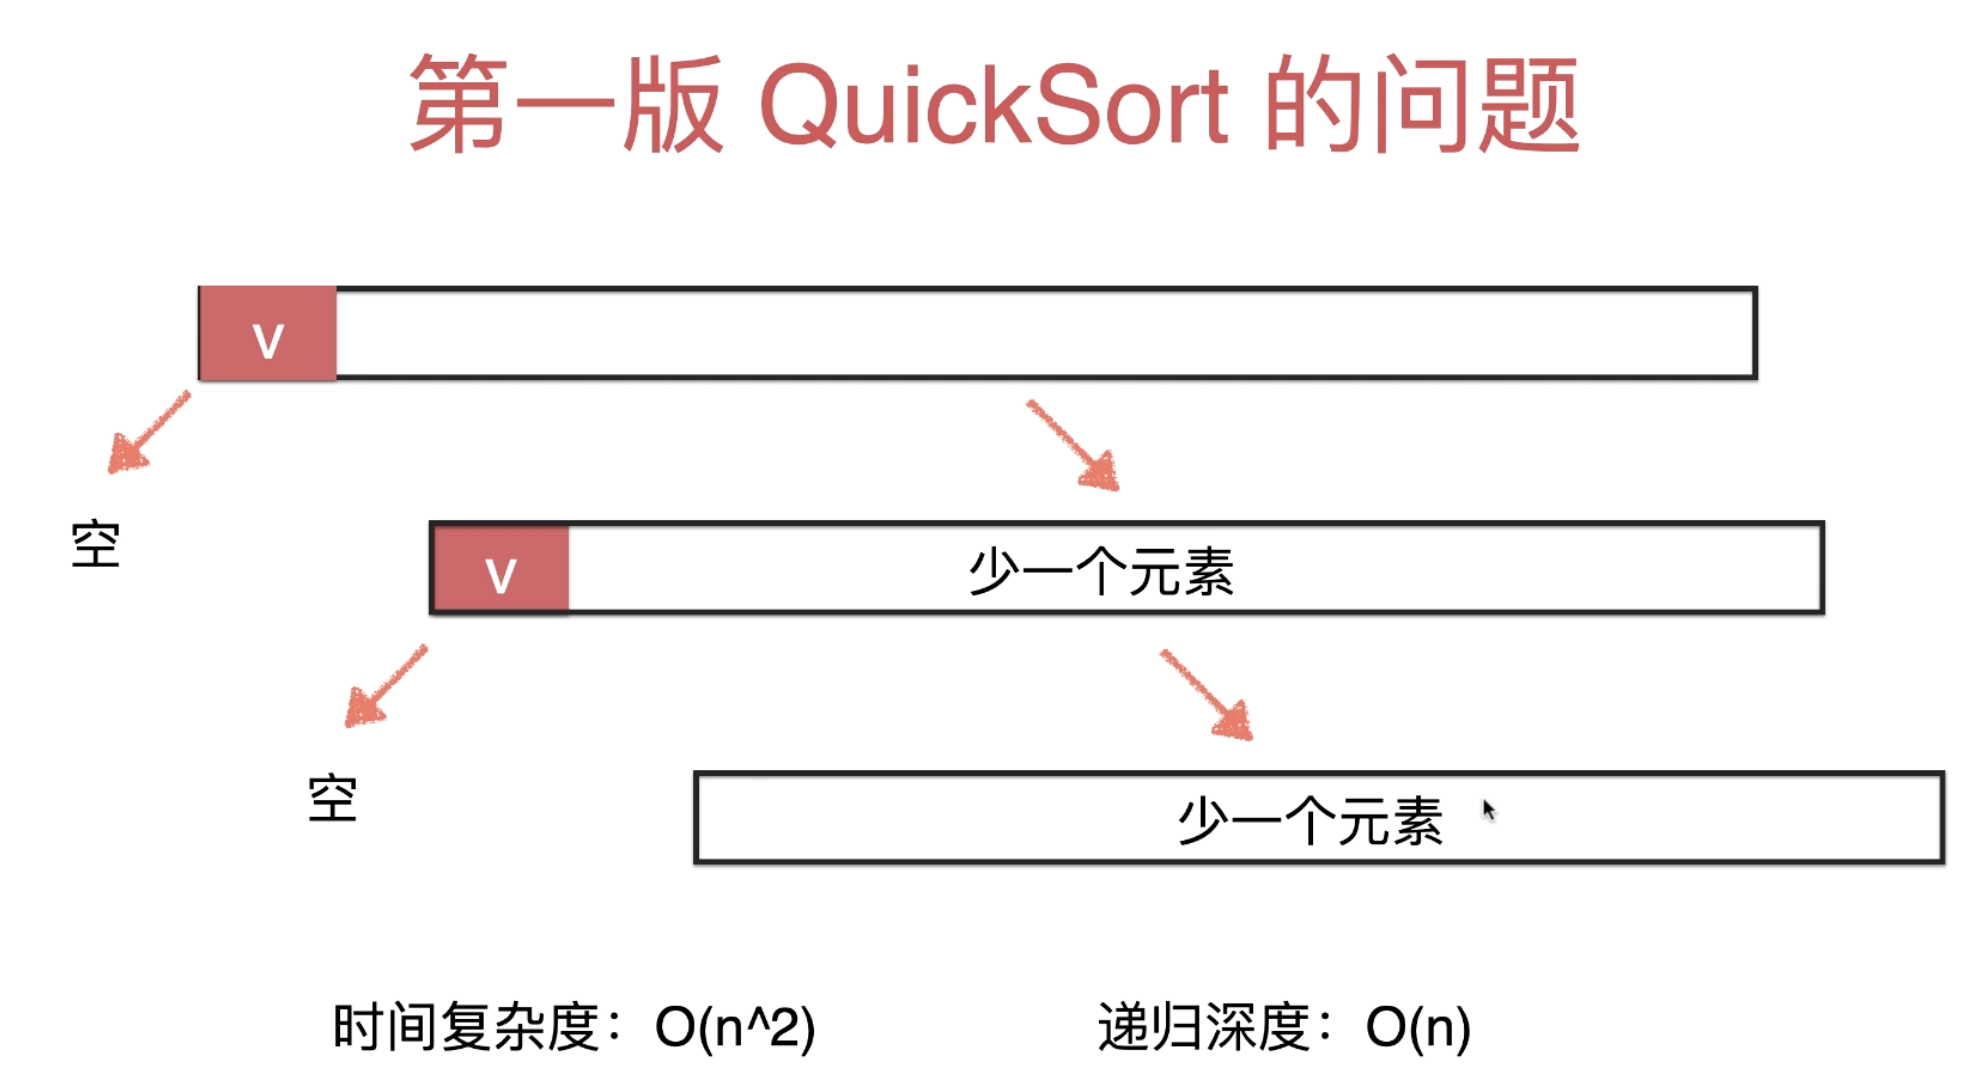 第一版 QuickSort 的问题
v
空
v
少一个元素
空
少一个元素
时间复杂度：O(n^2)
递归深度：O(n)